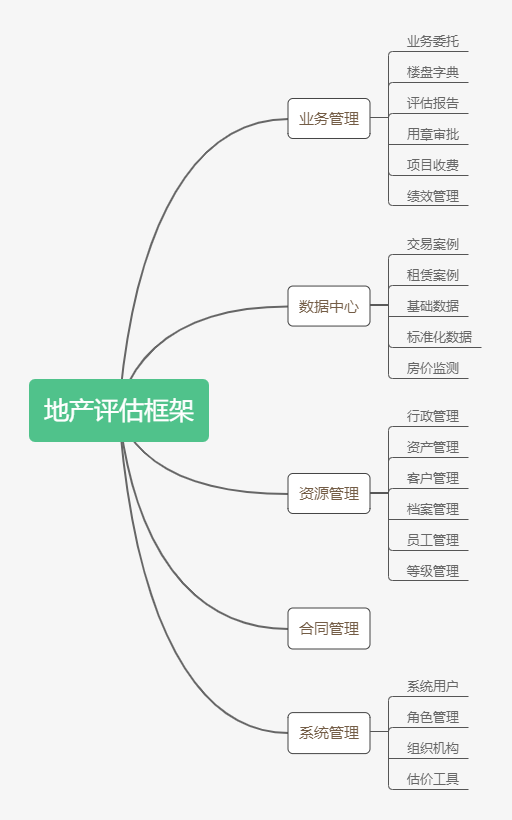 地产评估框架
业务管理
业务委托
楼盘字典
评估报告
用章审批
项目收费
绩效管理
数据中心
交易案例
租赁案例
基础数据
标准化数据
房价监测
资源管理
行政管理
资产管理
客户管理
档案管理
员工管理
等级管理
合同管理
系统管理
系统用户
角色管理
组织机构
估价工具